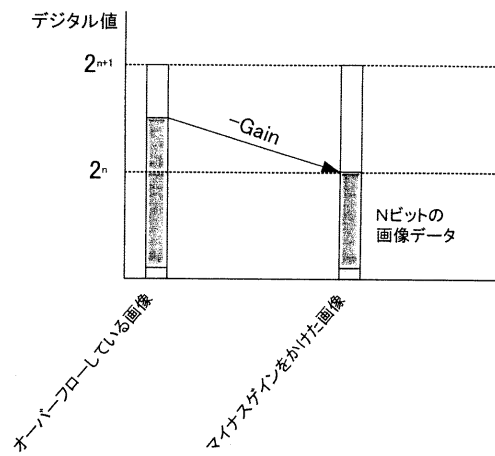 デジタル値
2ⁿ⁺¹
−Gain
2ⁿ
Nビットの
画像データ
オーバーフローしている画像
マイナスゲインをかけた画像